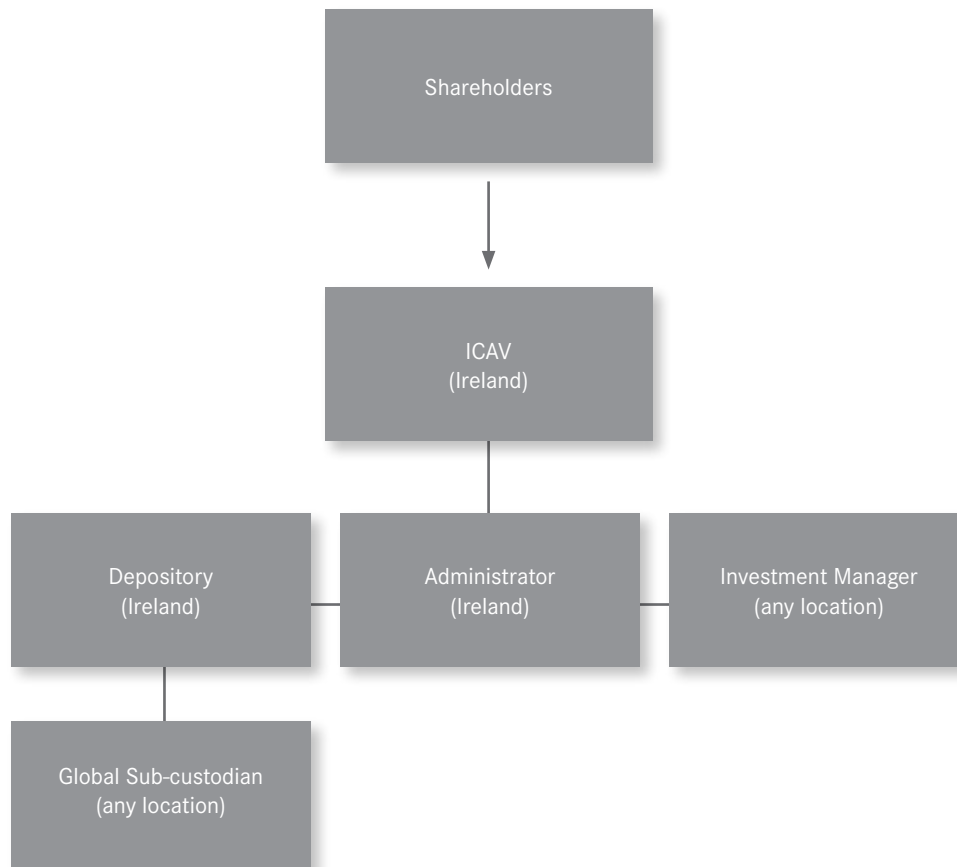 Shareholders
ICAV
(Ireland)
Depository
(Ireland)
Administrator
(Ireland)
Investment Manager
(any location)
Global Sub-custodian
(any location)